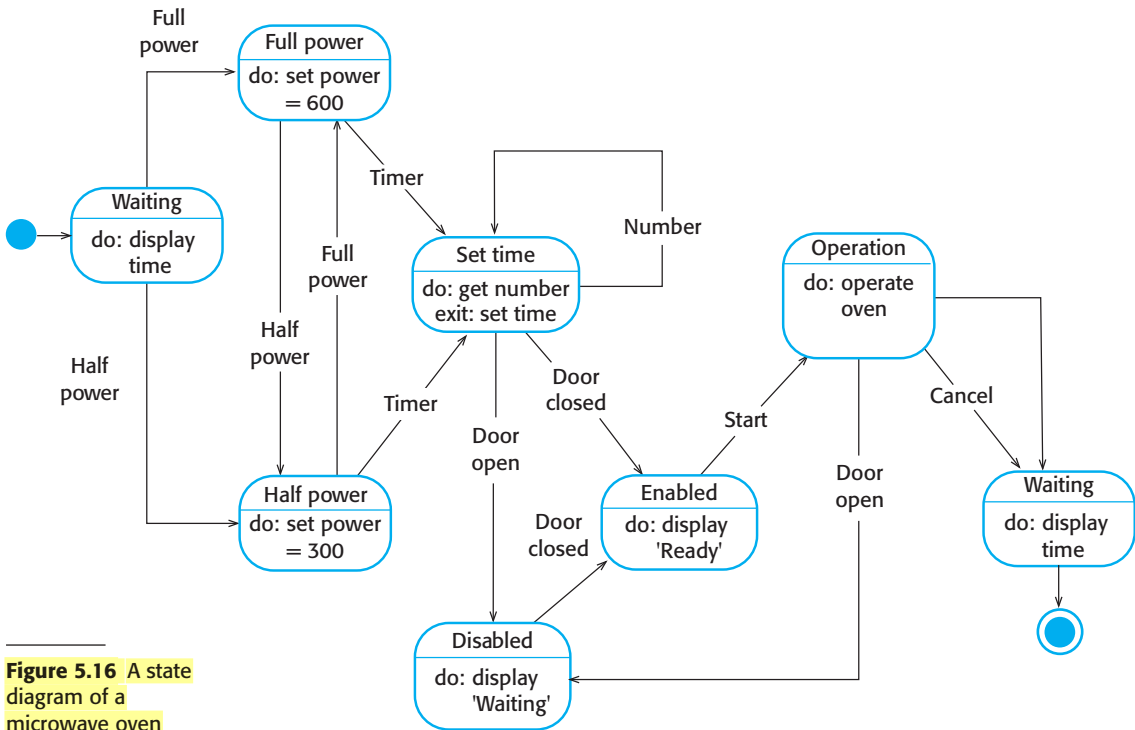 Full
power
Full power
do: set power
= 600
Timer
Waiting
do: display
time
Full
power
Number
Set time
do: get number
exit: set time
Operation
do: operate
oven
Half
power
Half
power
Timer
Door
closed
Door
open
Start
Cancel
Door
open
Half power
do: set power
= 300
Door
closed
Enabled
do: display
'Ready'
Waiting
do: display
time
Disabled
do: display
'Waiting'
Figure 5.16 A state
diagram of a
microwave oven